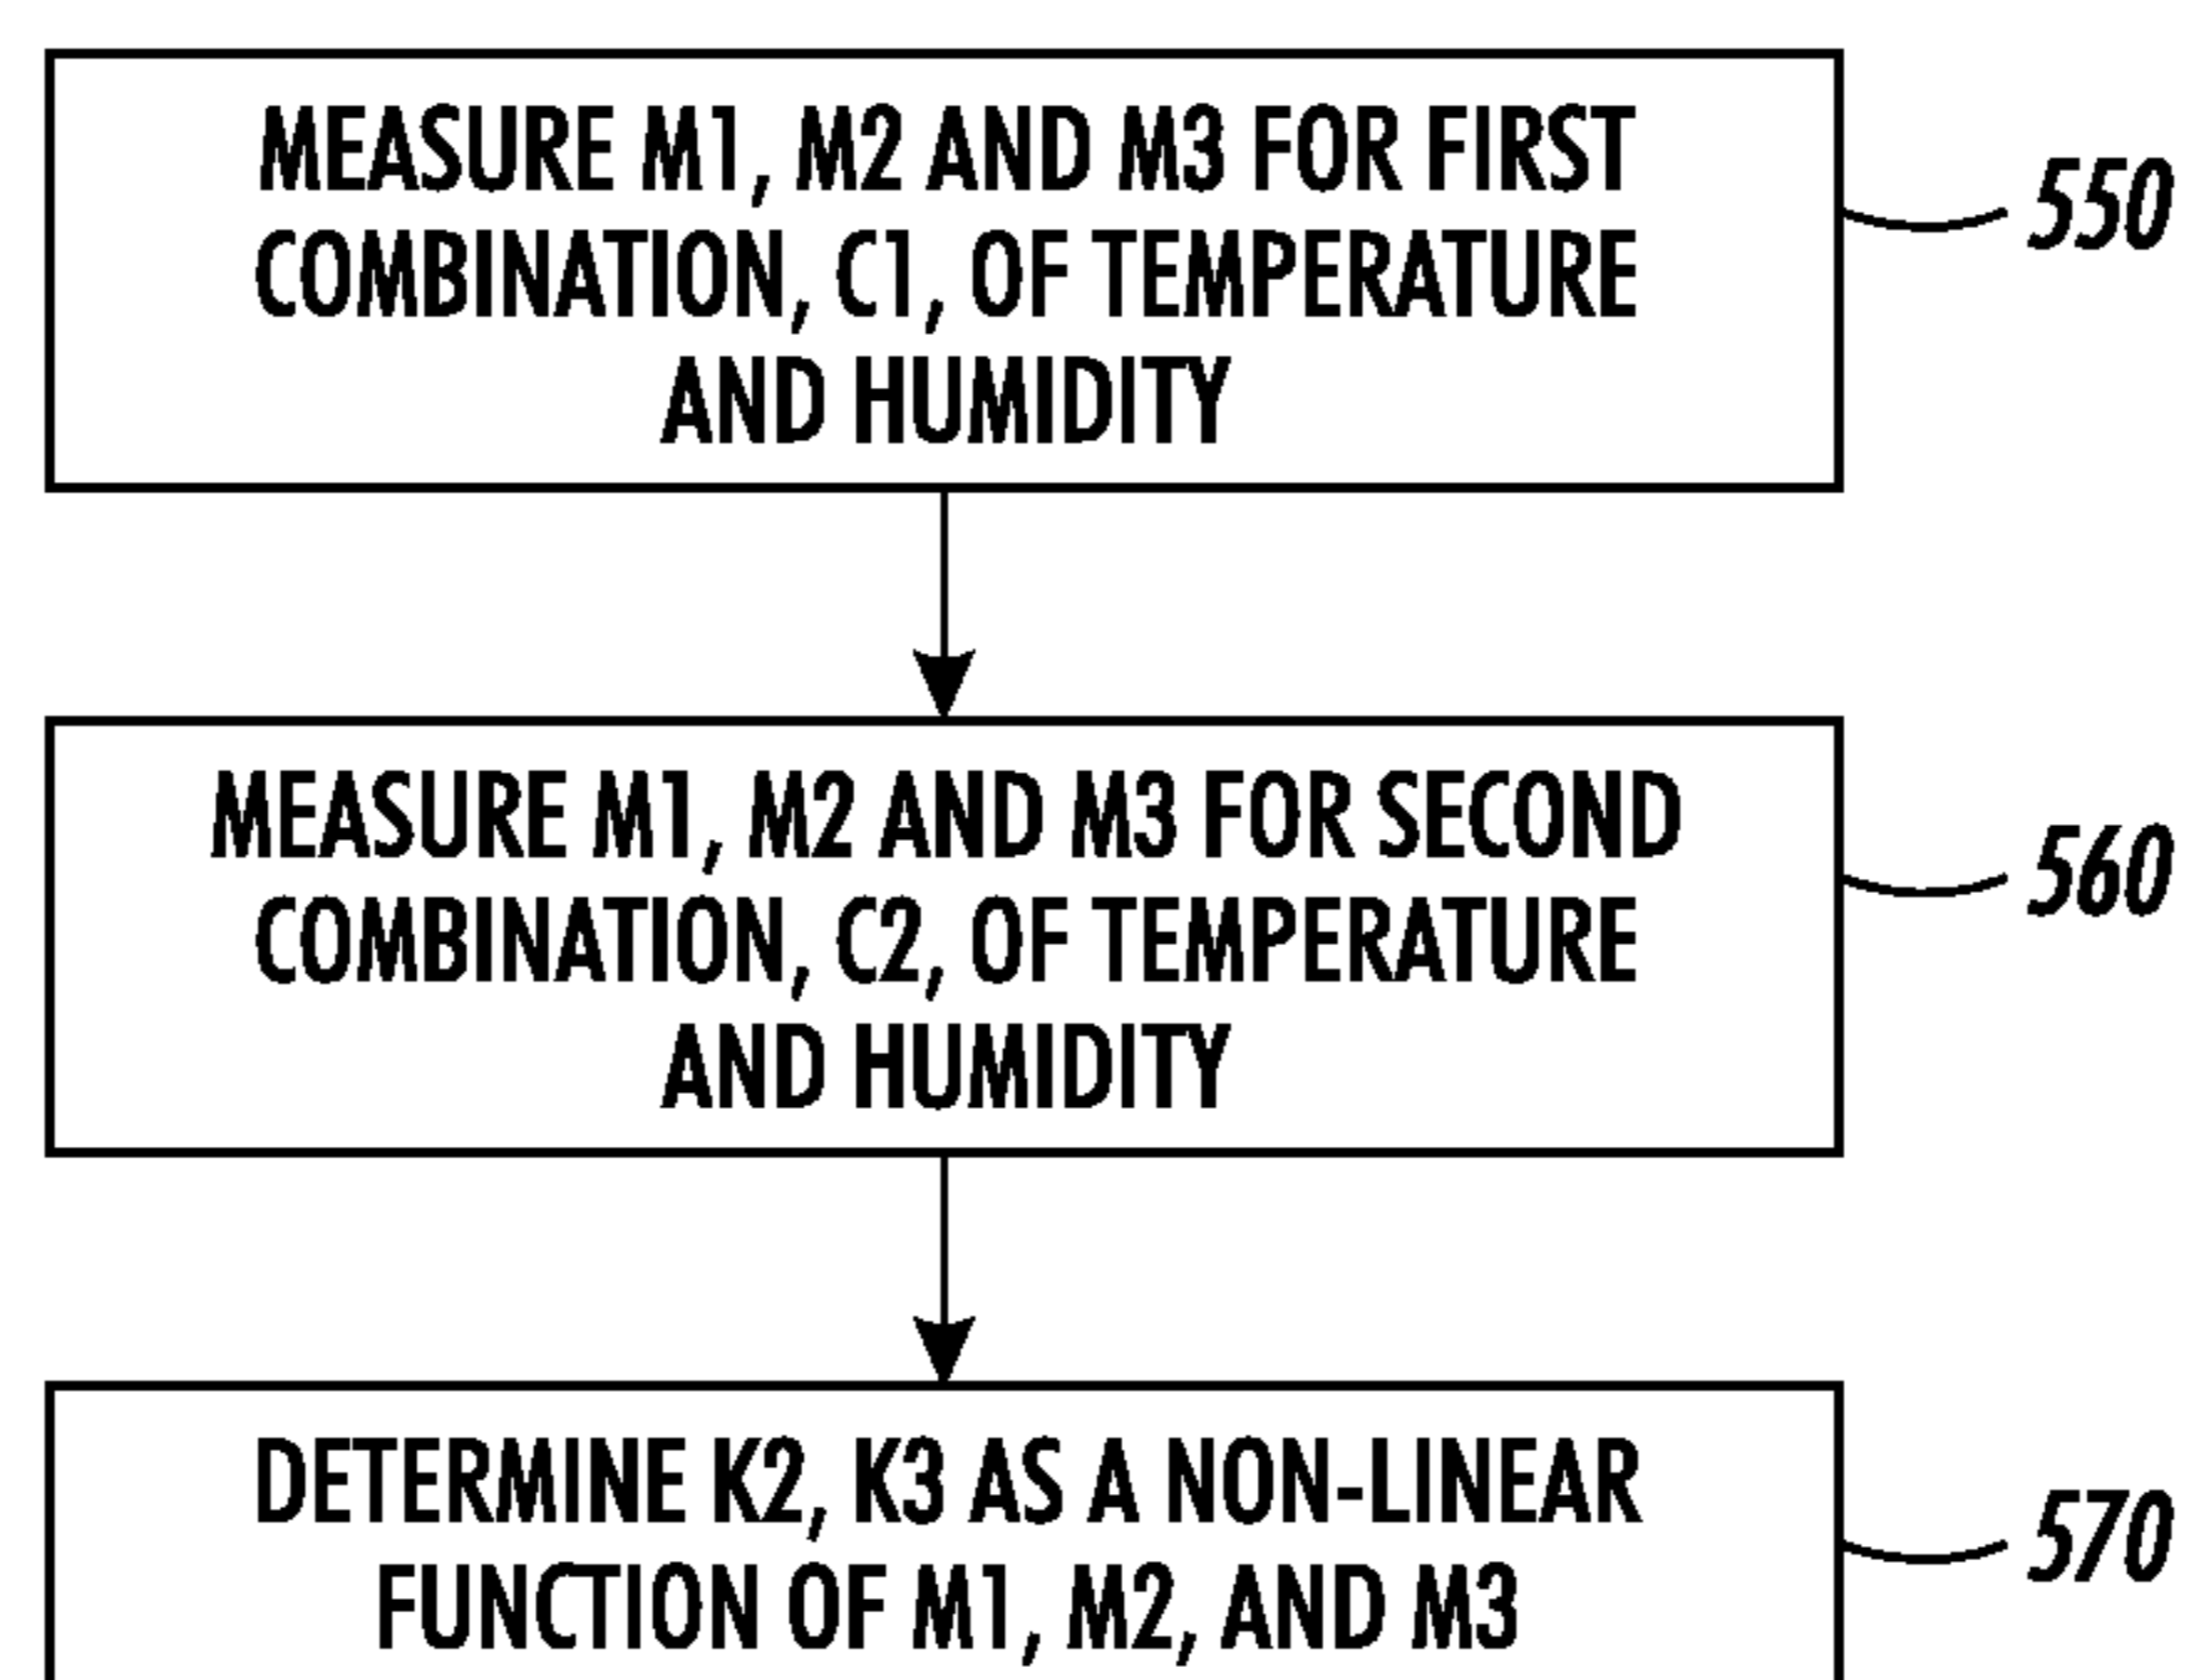 MEASURE M1, M2 AND M3 FOR FIRST
COMBINATION, C1, OF TEMPERATURE
AND HUMIDITY
550
MEASURE M1, M2 AND M3 FOR SECOND
COMBINATION, C2, OF TEMPERATURE
AND HUMIDITY
560
DETERMINE K2, K3 AS A NON-LINEAR
FUNCTION OF M1, M2, AND M3
570